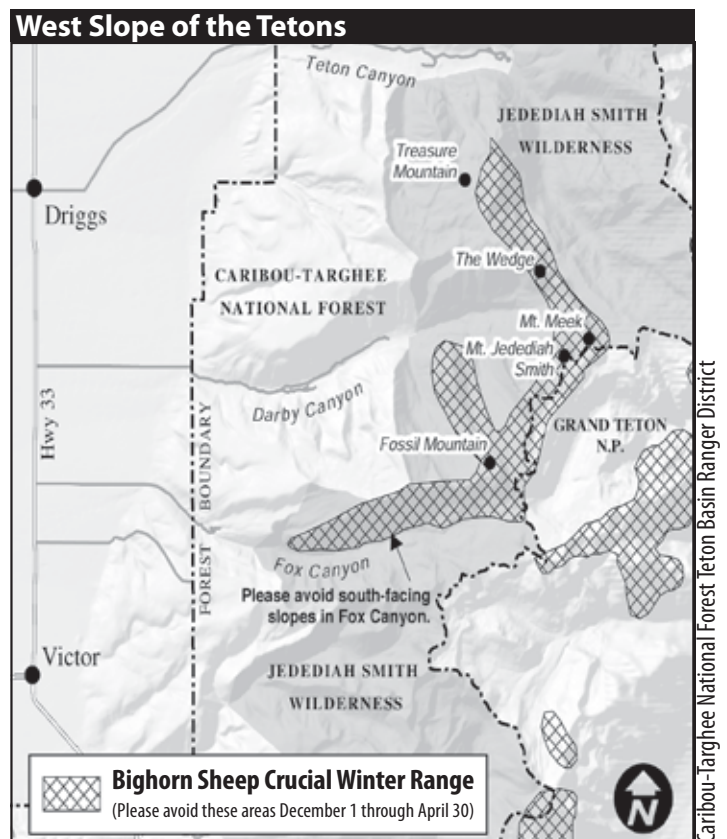 West Slope of the Tetons
Teton Canyon
JEDEDIAH SMITH
WILDERNESS
Treasure
Mountain
Driggs
The Wedge
CARIBOU-TARGHEE
NATIONAL FOREST
Mt. Meek
Mt. Jedediah
Smith
Hwy 33
Darby Canyon
GRAND TETON
N.P.
Fossil Mountain
FOREST BOUNDARY
Fox Canyon
Please avoid south-facing
slopes in Fox Canyon.
Victor
JEDEDIAH SMITH
WILDERNESS
Bighorn Sheep Crucial Winter Range
(Please avoid these areas December 1 through April 30)
N
Caribou-Targhee National Forest Teton Basin Ranger District